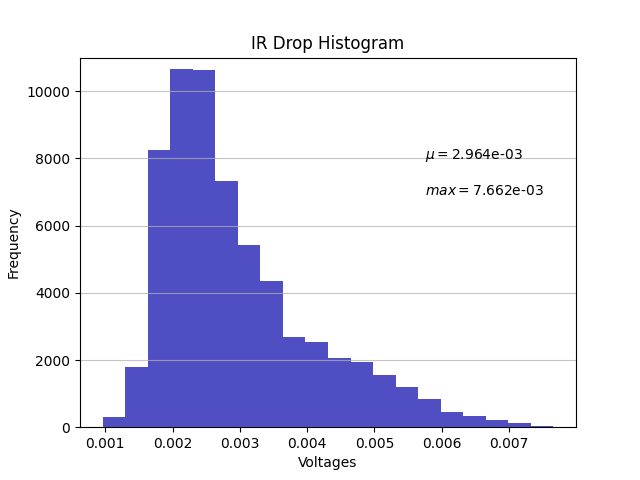 IR Drop Histogram
10000
8000
6000
4000
2000
0
Frequency
μ = 2.964e-03
max = 7.662e-03
0.001 0.002 0.003 0.004 0.005 0.006 0.007
Voltages